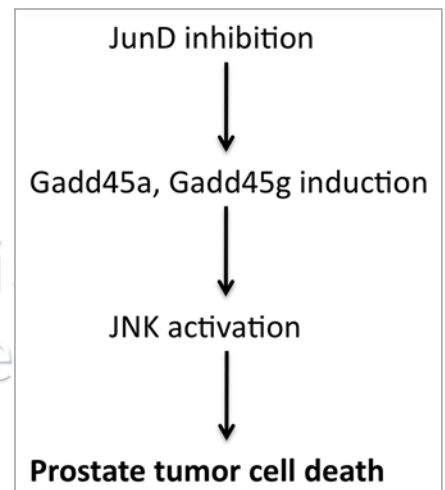 JunD inhibition
Gadd45a, Gadd45g induction
JNK activation
Prostate tumor cell death